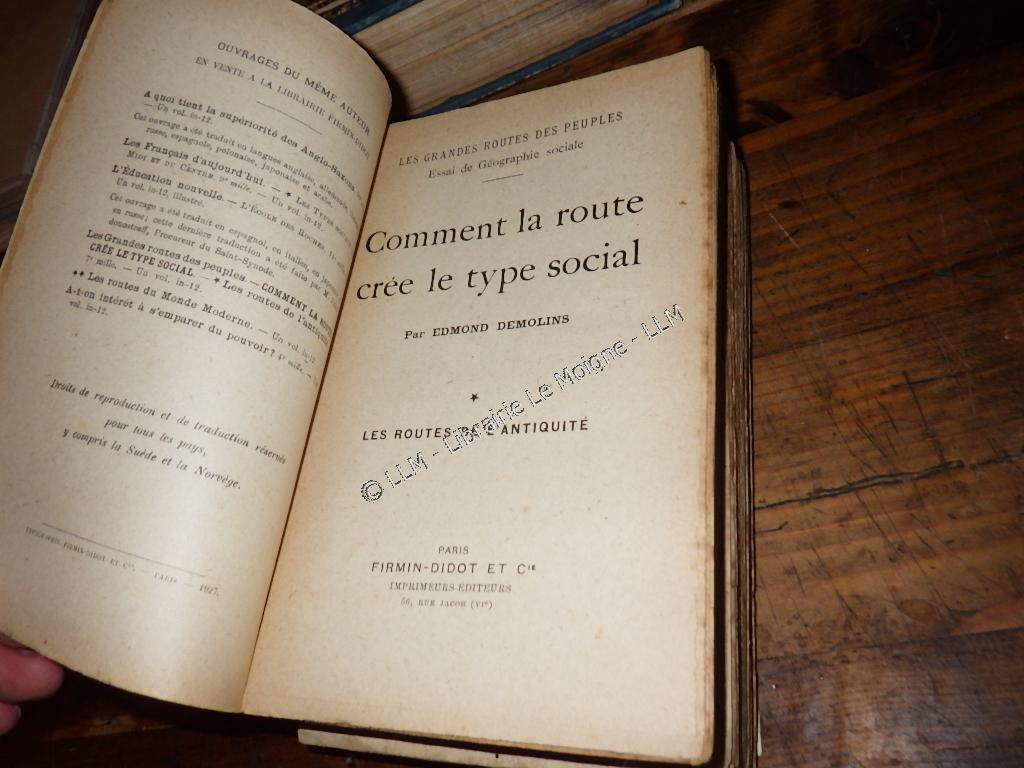 OUVRAGES DU MÊME AUTEUR
EN VENTE A LA LIBRAIRIE FIRMIN-DIDOT
A quoi tient la supériorité des Anglo-Saxons
— Un vol. in-12.
Cet ouvrage a été traduit en langues anglaise, allemande,
russe, espagnole, polonaise, japonaise et arabe.
Les Français d'aujourd'hui. — * Les Types
Midi et du Centre. 9e mille. — Un vol. in-12.
L'Éducation nouvelle. — L'École des Roches.
Un vol. in-12, illustré.
Cet ouvrage a été traduit en espagnol, en italien, en
en russe; cette dernière traduction a été faite par M.
donostzeff, Procureur du Saint-Synode.
Les Grandes routes des peuples. — COMMENT LA ROUTE
CRÉE LE TYPE SOCIAL. — * Les routes de l'antiquité
7e mille. — Un vol. in-12.
** Les routes du Monde Moderne. — Un vol. in-12.
A-t-on intérêt à s'emparer du pouvoir? 4e mille. —
vol. in-12.
Droits de reproduction et de traduction réservés
pour tous les pays,
y compris la Suède et la Norvège.
TYPOGRAPHIE FIRMIN-DIDOT ET Cie. — PARIS. — 1927.
LES GRANDES ROUTES DES PEUPLES
Essai de Géographie sociale
Comment la route
crée le type social
Par EDMOND DEMOLINS
*
LES ROUTES DE L'ANTIQUITÉ
© LLM - Librairie Le Moigne - LLM
PARIS
FIRMIN-DIDOT ET Cie
IMPRIMEURS-ÉDITEURS
56, RUE JACOB (VIe)